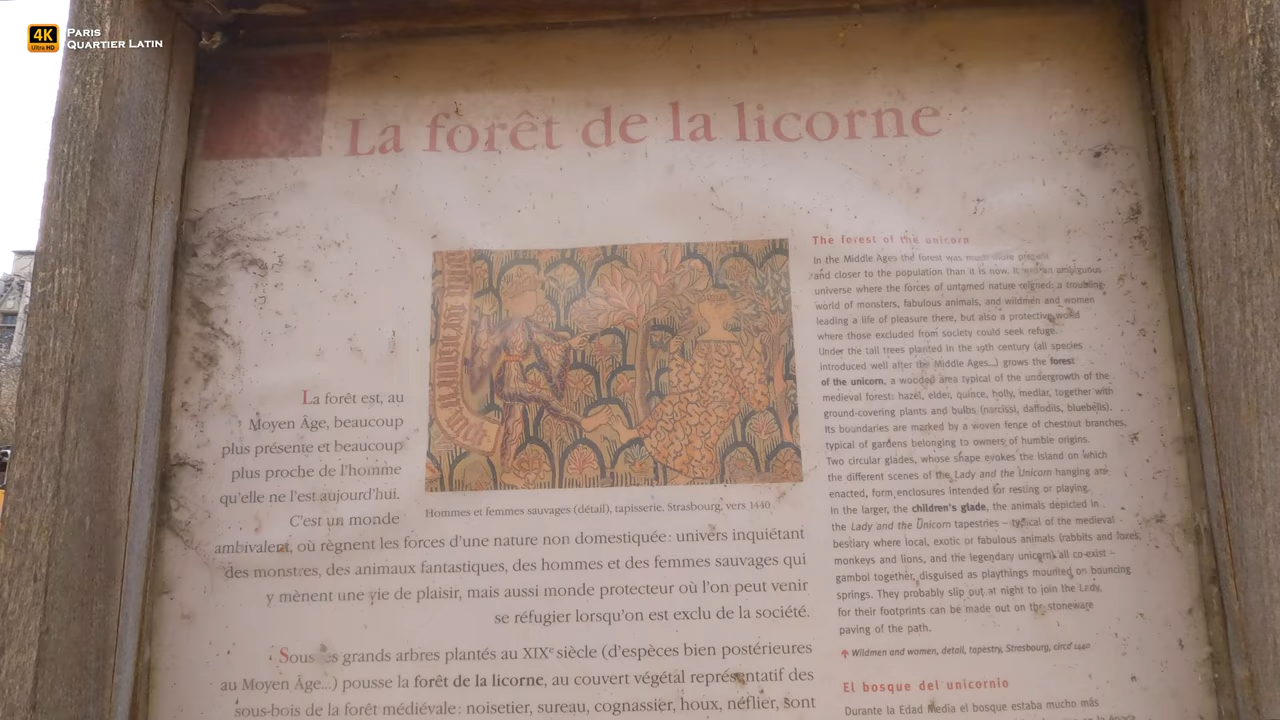 4K
Ultra HD
Paris
Quartier Latin
La forêt de la licorne
La forêt est, au
Moyen Âge, beaucoup
plus présente et beaucoup
plus proche de l'homme
qu'elle ne l'est aujourd'hui.
C'est un monde
ambivalent, où règnent les forces d'une nature non domestiquée : univers inquiétant
des monstres, des animaux fantastiques, des hommes et des femmes sauvages qui
y mènent une vie de plaisir, mais aussi monde protecteur où l'on peut venir
se réfugier lorsqu'on est exclu de la société.
Sous les grands arbres plantés au XIXe siècle (d'espèces bien postérieures
au Moyen Âge...) pousse la forêt de la licorne, au couvert végétal représentatif des
sous-bois de la forêt médiévale : noisetier, sureau, cognassier, houx, néflier, sont
Hommes et femmes sauvages (détail), tapisserie, Strasbourg, vers 1440
The forest of the unicorn
In the Middle Ages the forest was much more present
and closer to the population than it is now. It was an ambiguous
universe where the forces of untamed nature reigned: a troubling
world of monsters, fabulous animals, and wildmen and women
leading a life of pleasure there, but also a protective world
where those excluded from society could seek refuge.
Under the tall trees planted in the 19th century (all species
introduced well after the Middle Ages...) grows the forest
of the unicorn, a wooded area typical of the undergrowth of the
medieval forest: hazel, elder, quince, holly, medlar, together with
ground-covering plants and bulbs (narcissi, daffodils, bluebells).
Its boundaries are marked by a woven fence of chestnut branches,
typical of gardens belonging to owners of humble origins.
Two circular glades, whose shape evokes the island on which
the different scenes of the Lady and the Unicorn hanging are
enacted, form enclosures intended for resting or playing.
In the larger, the children's glade, the animals depicted in
the Lady and the Unicorn tapestries – typical of the medieval
bestiary where local, exotic or fabulous animals (rabbits and foxes,
monkeys and lions, and the legendary unicorn) all co-exist –
gambol together, disguised as playthings mounted on bouncing
springs. They probably slip out at night to join the Lady,
for their footprints can be made out on the stoneware
paving of the path.
Wildmen and women, detail, tapestry, Strasbourg, circa 1440
El bosque del unicornio
Durante la Edad Media el bosque estaba mucho más